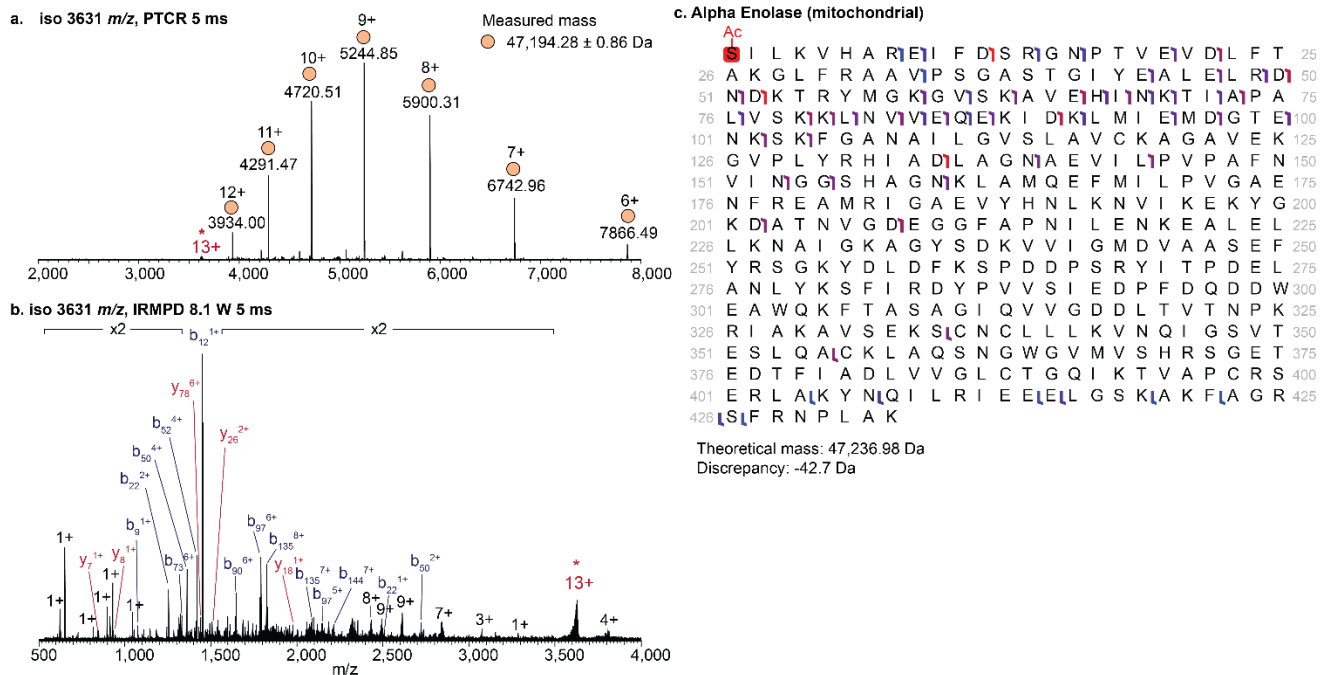 a. iso 3631 m/z, PTCR 5 ms
Measured mass
47,194.28 ± 0.86 Da
9+
5244.85
10+
4720.51
8+
5900.31
11+
4291.47
7+
6742.96
12+
3934.00
6+
7866.49
*
13+
2,000 4,000 5,000 6,000 7,000 8,000
b. iso 3631 m/z, IRMPD 8.1 W 5 ms
x2 x2
b12 1+
y78 6+
b52 4+
y26 2+
b50 4+
b22 2+
b9 1+
b97 6+
b135 8+
1+
y7 1+
y8 1+
b73 6+
b90 6+
y18 1+
b135 7+
b97 5+
b144 7+
b22 1+
b50 2+
*
13+
1+ 1+ 1+ 1+ 1+ 8+ 9+ 9+ 7+ 3+ 1+ 4+
500 1,000 1,500 2,000 2,500 3,000 3,500 4,000
m/z
c. Alpha Enolase (mitochondrial)
Ac
S I L K V H A R E I F D S R G N P T V E V D L F T 25
26 A K G L F R A A V P S G A S T G I Y E A L E L R D 50
51 N D K T R Y M G K G V S K A V E H I N K T I A P A 75
76 L V S K K L N V V E Q E K I D K L M I E M D G T E 100
101 N K S K F G A N A I L G V S L A V C K A G A V E K 125
126 G V P L Y R H I A D L A G N A E V I L P V P A F N 150
151 V I N G G S H A G N K L A M Q E F M I L P V G A E 175
176 N F R E A M R I G A E V Y H N L K N V I K E K Y G 200
201 K D A T N V G D E G G F A P N I L E N K E A L E L 225
226 L K N A I G K A G Y S D K V V I G M D V A A S E F 250
251 Y R S G K Y D L D F K S P D D P S R Y I T P D E L 275
276 A N L Y K S F I R D Y P V V S I E D P F D Q D D W 300
301 E A W Q K F T A S A G I Q V V G D D L T V T N P K 325
326 R I A K A V S E K S C N C L L L K V N Q I G S V T 350
351 E S L Q A C K L A Q S N G W G V M V S H R S G E T 375
376 E D T F I A D L V V G L C T G Q I K T V A P C R S 400
401 E R L A K Y N Q I L R I E E E L G S K A K F A G R 425
426 S F R N P L A K
Theoretical mass: 47,236.98 Da
Discrepancy: -42.7 Da